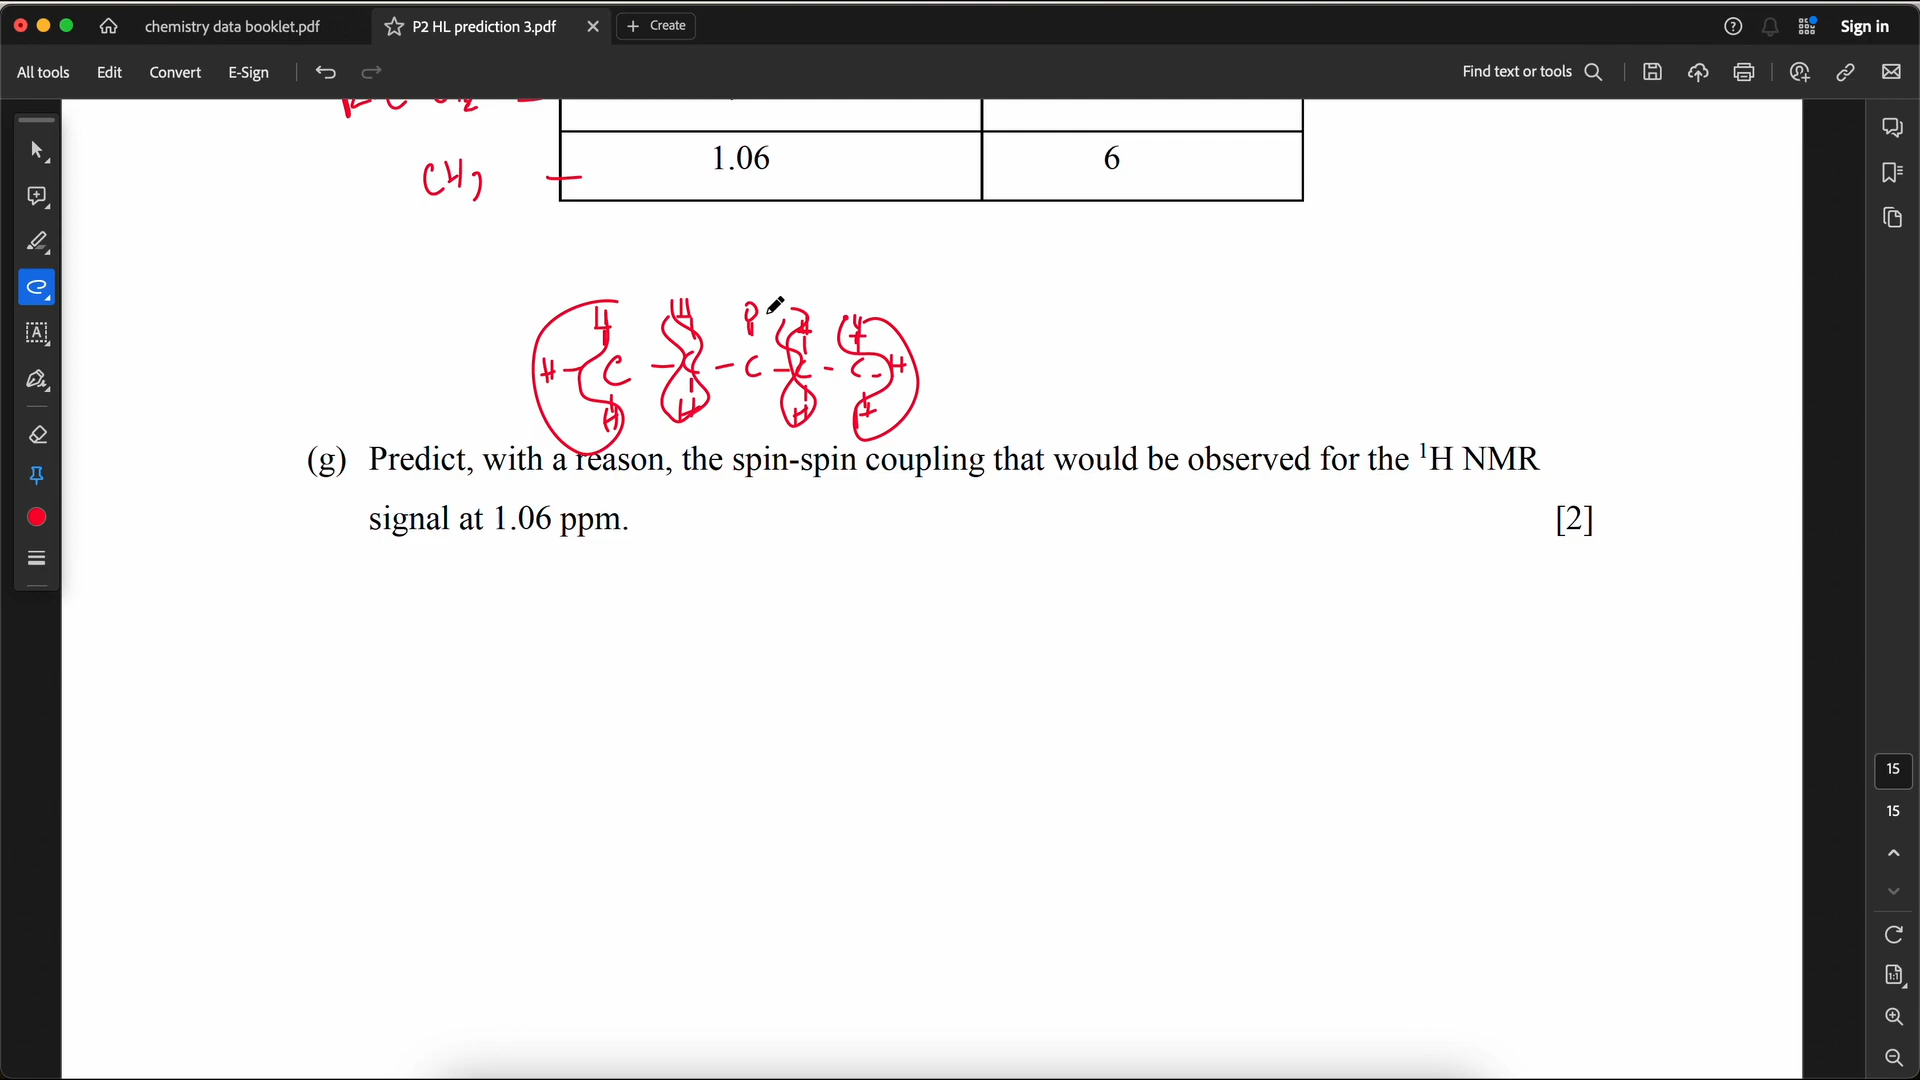 chemistry data booklet.pdf
P2 HL prediction 3.pdf
Create
Sign in
All tools
Edit
Convert
E-Sign
Find text or tools
1.06
6
CH3
H H O H H
H - C - C - C - C - C - H
H H H H
(g) Predict, with a reason, the spin-spin coupling that would be observed for the ¹H NMR
signal at 1.06 ppm.
[2]
15
15